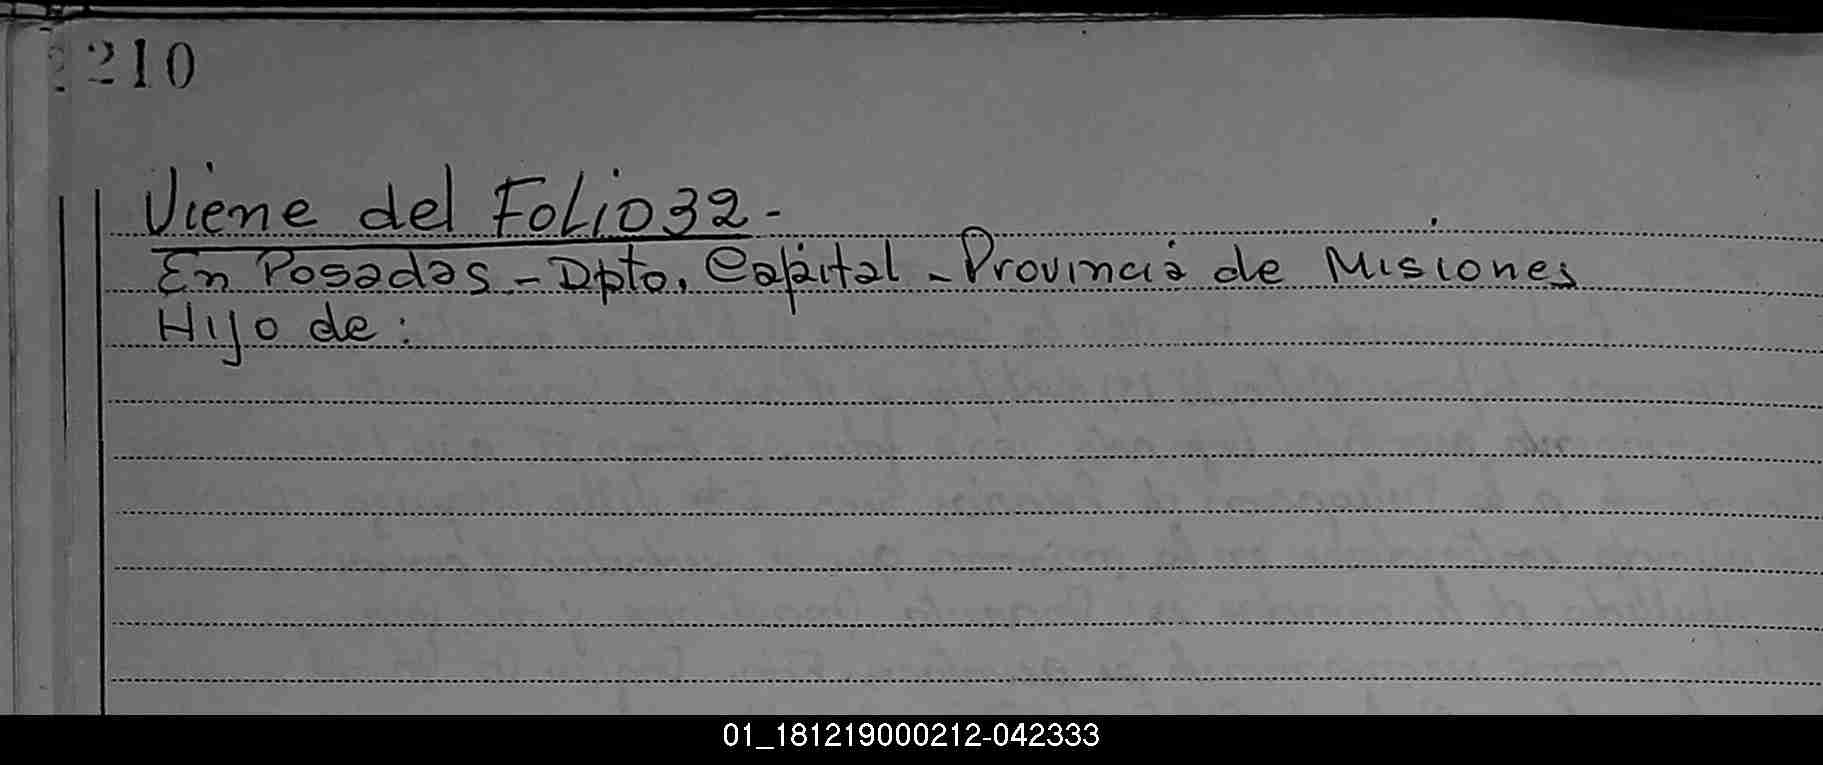 210
Viene del Folio 32-
En Posadas - Dpto. Capital - Provincia de Misiones
Hijo de:
01_181219000212-042333